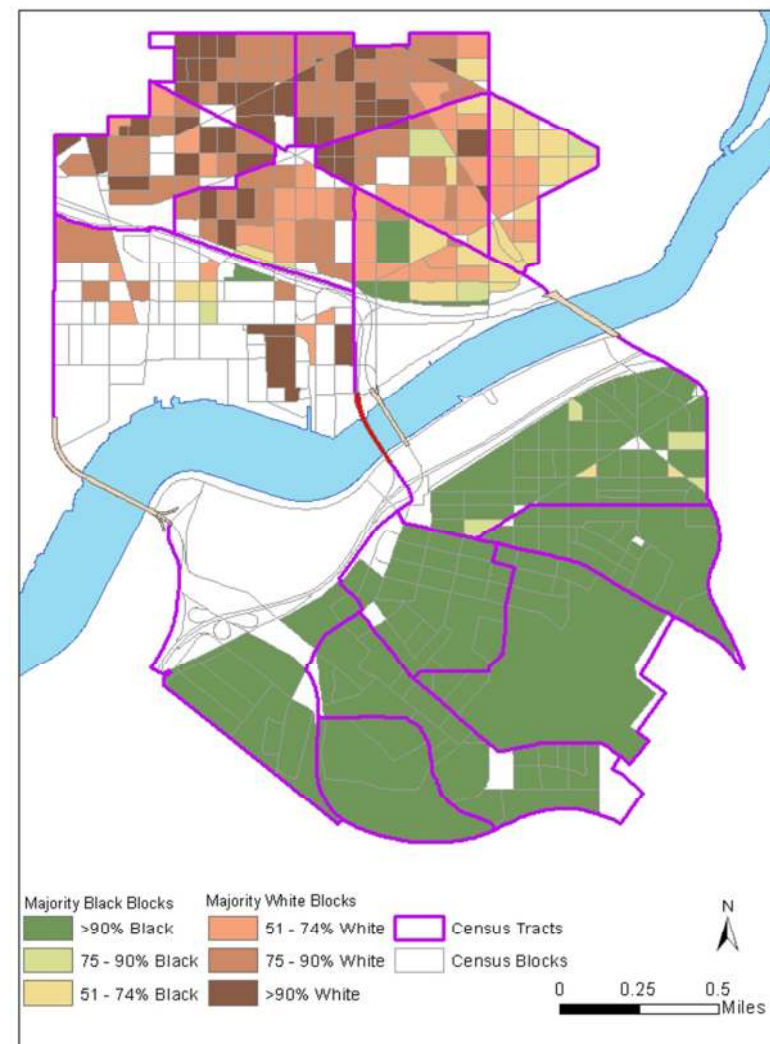 Majority Black Blocks
>90% Black
75 - 90% Black
51 - 74% Black
Majority White Blocks
51 - 74% White
75 - 90% White
>90% White
Census Tracts
Census Blocks
N
0 0.25 0.5
Miles